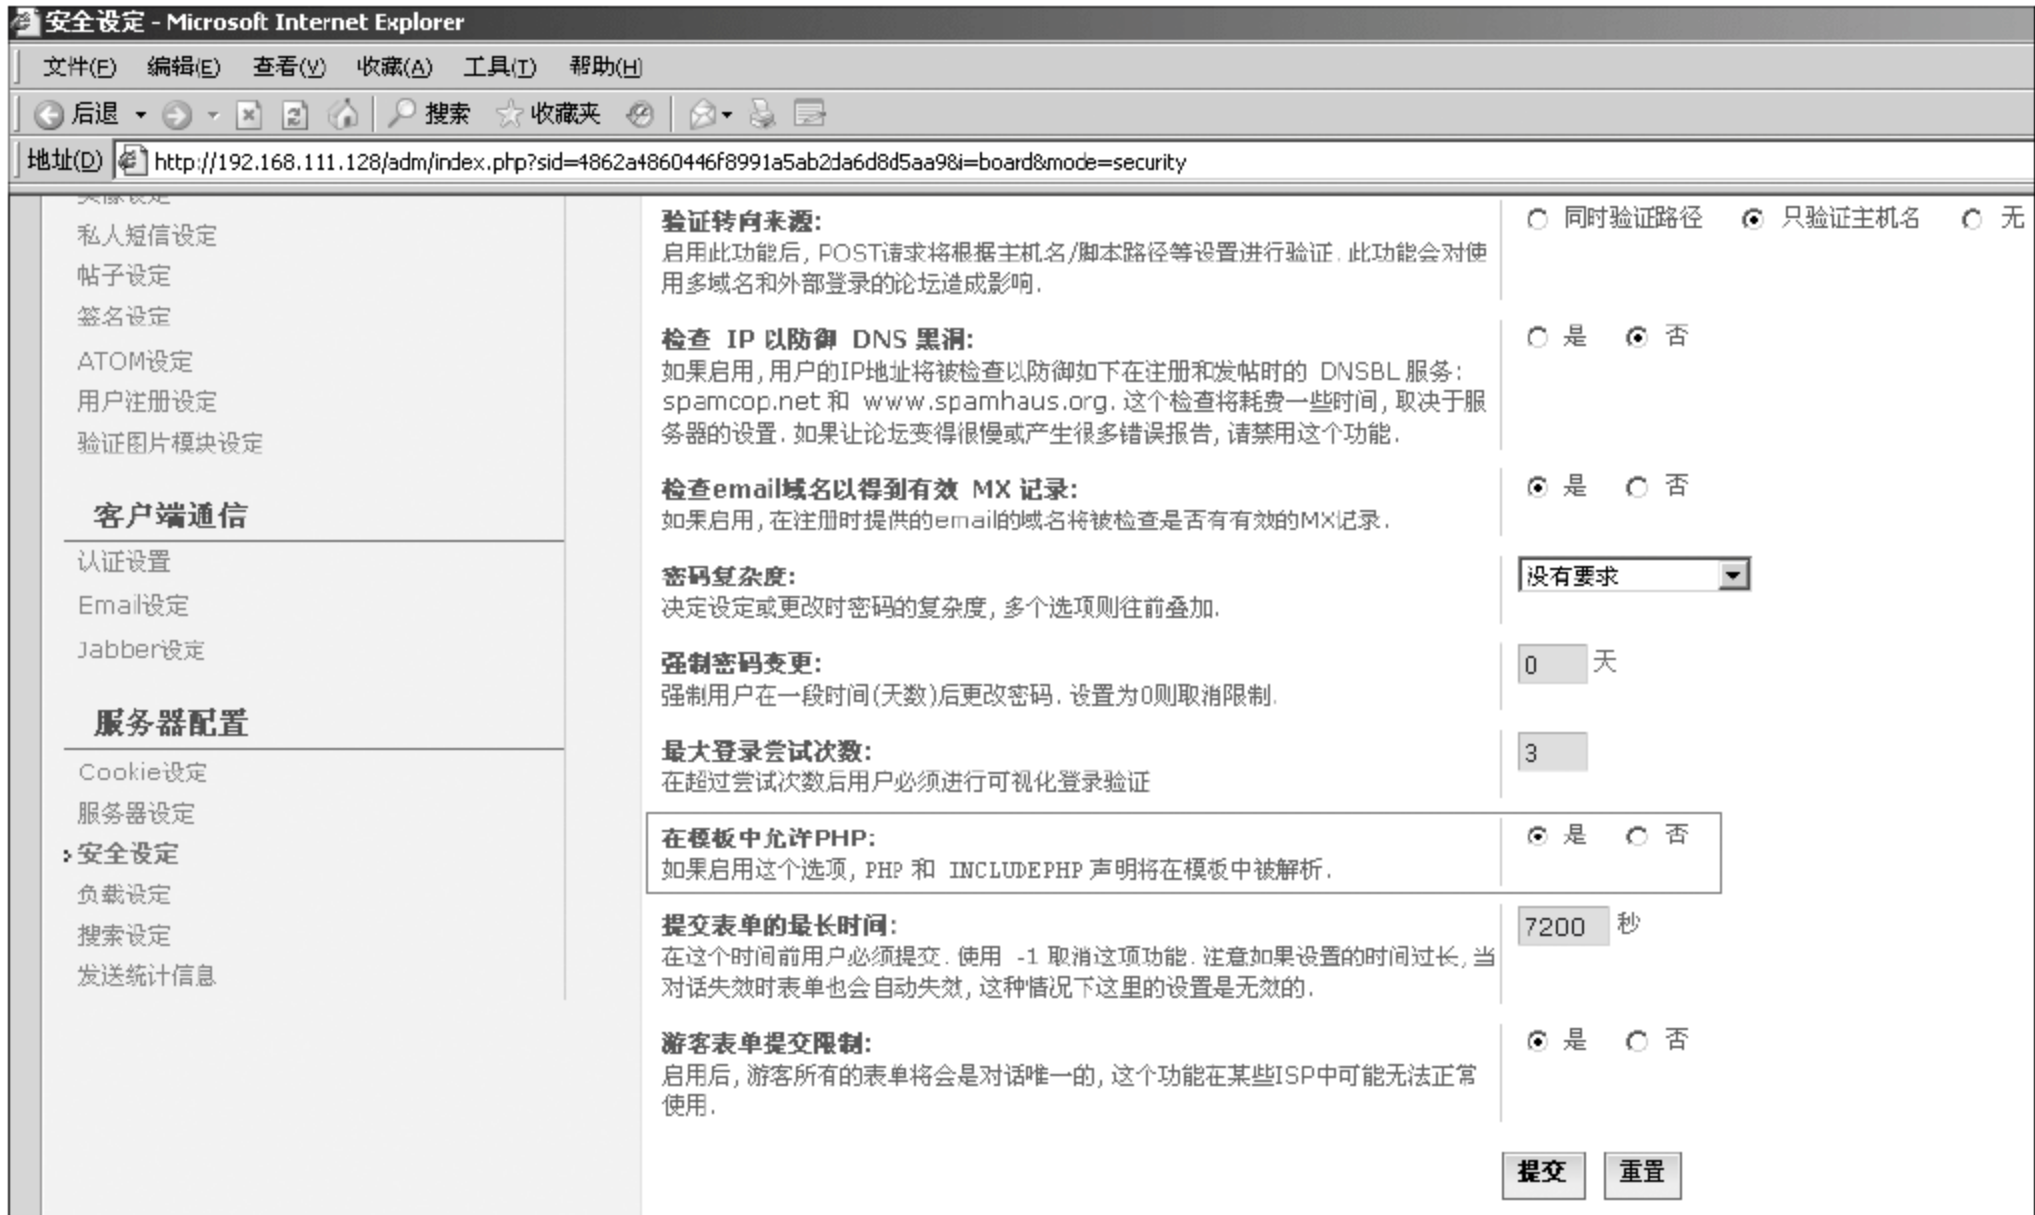 安全设定 - Microsoft Internet Explorer
文件(F) 编辑(E) 查看(V) 收藏(A) 工具(T) 帮助(H)
后退 搜索 收藏夹
地址(D) http://192.168.111.128/adm/index.php?sid=4862a4860446f8991a5ab2da6d8d5aa9&i=board&mode=security
私人短信设定
帖子设定
签名设定
ATOM设定
用户注册设定
验证图片模块设定
客户端通信
认证设置
Email设定
Jabber设定
服务器配置
Cookie设定
服务器设定
安全设定
负载设定
搜索设定
发送统计信息
验证转向来源:
启用此功能后, POST请求将根据主机名/脚本路径等设置进行验证. 此功能会对使
用多域名和外部登录的论坛造成影响.
同时验证路径 只验证主机名 无
检查 IP 以防御 DNS 黑洞:
如果启用, 用户的IP地址将被检查以防御如下在注册和发帖时的 DNSBL 服务:
spamcop.net 和 www.spamhaus.org. 这个检查将耗费一些时间, 取决于服
务器的设置. 如果让论坛变得很慢或产生很多错误报告, 请禁用这个功能.
是 否
检查email域名以得到有效 MX 记录:
如果启用, 在注册时提供的email的域名将被检查是否有有效的MX记录.
是 否
密码复杂度:
决定设定或更改时密码的复杂度, 多个选项则往前叠加.
没有要求
强制密码变更:
强制用户在一段时间(天数)后更改密码. 设置为0则取消限制.
0 天
最大登录尝试次数:
在超过尝试次数后用户必须进行可视化登录验证
3
在模板中允许PHP:
如果启用这个选项, PHP 和 INCLUDEPHP 声明将在模板中被解析.
是 否
提交表单的最长时间:
在这个时间前用户必须提交. 使用 -1 取消这项功能. 注意如果设置的时间过长, 当
对话失效时表单也会自动失效, 这种情况下这里的设置是无效的.
7200 秒
游客表单提交限制:
启用后, 游客所有的表单将会是对话唯一的, 这个功能在某些ISP中可能无法正常
使用.
是 否
提交 重置